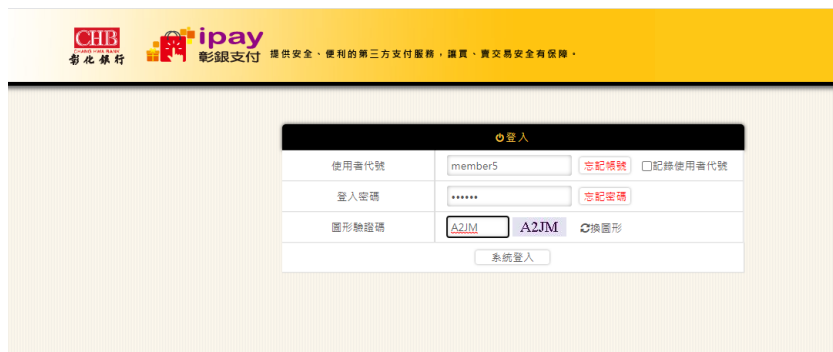 CHB
CHANG HWA BANK
彰化銀行
ipay
彰銀支付
提供安全、便利的第三方支付服務，讓買、賣交易安全有保障。
登入
使用者代號 member5 忘記帳號 記錄使用者代號
登入密碼 •••••• 忘記密碼
圖形驗證碼 A2JM A2JM 換圖形
系統登入